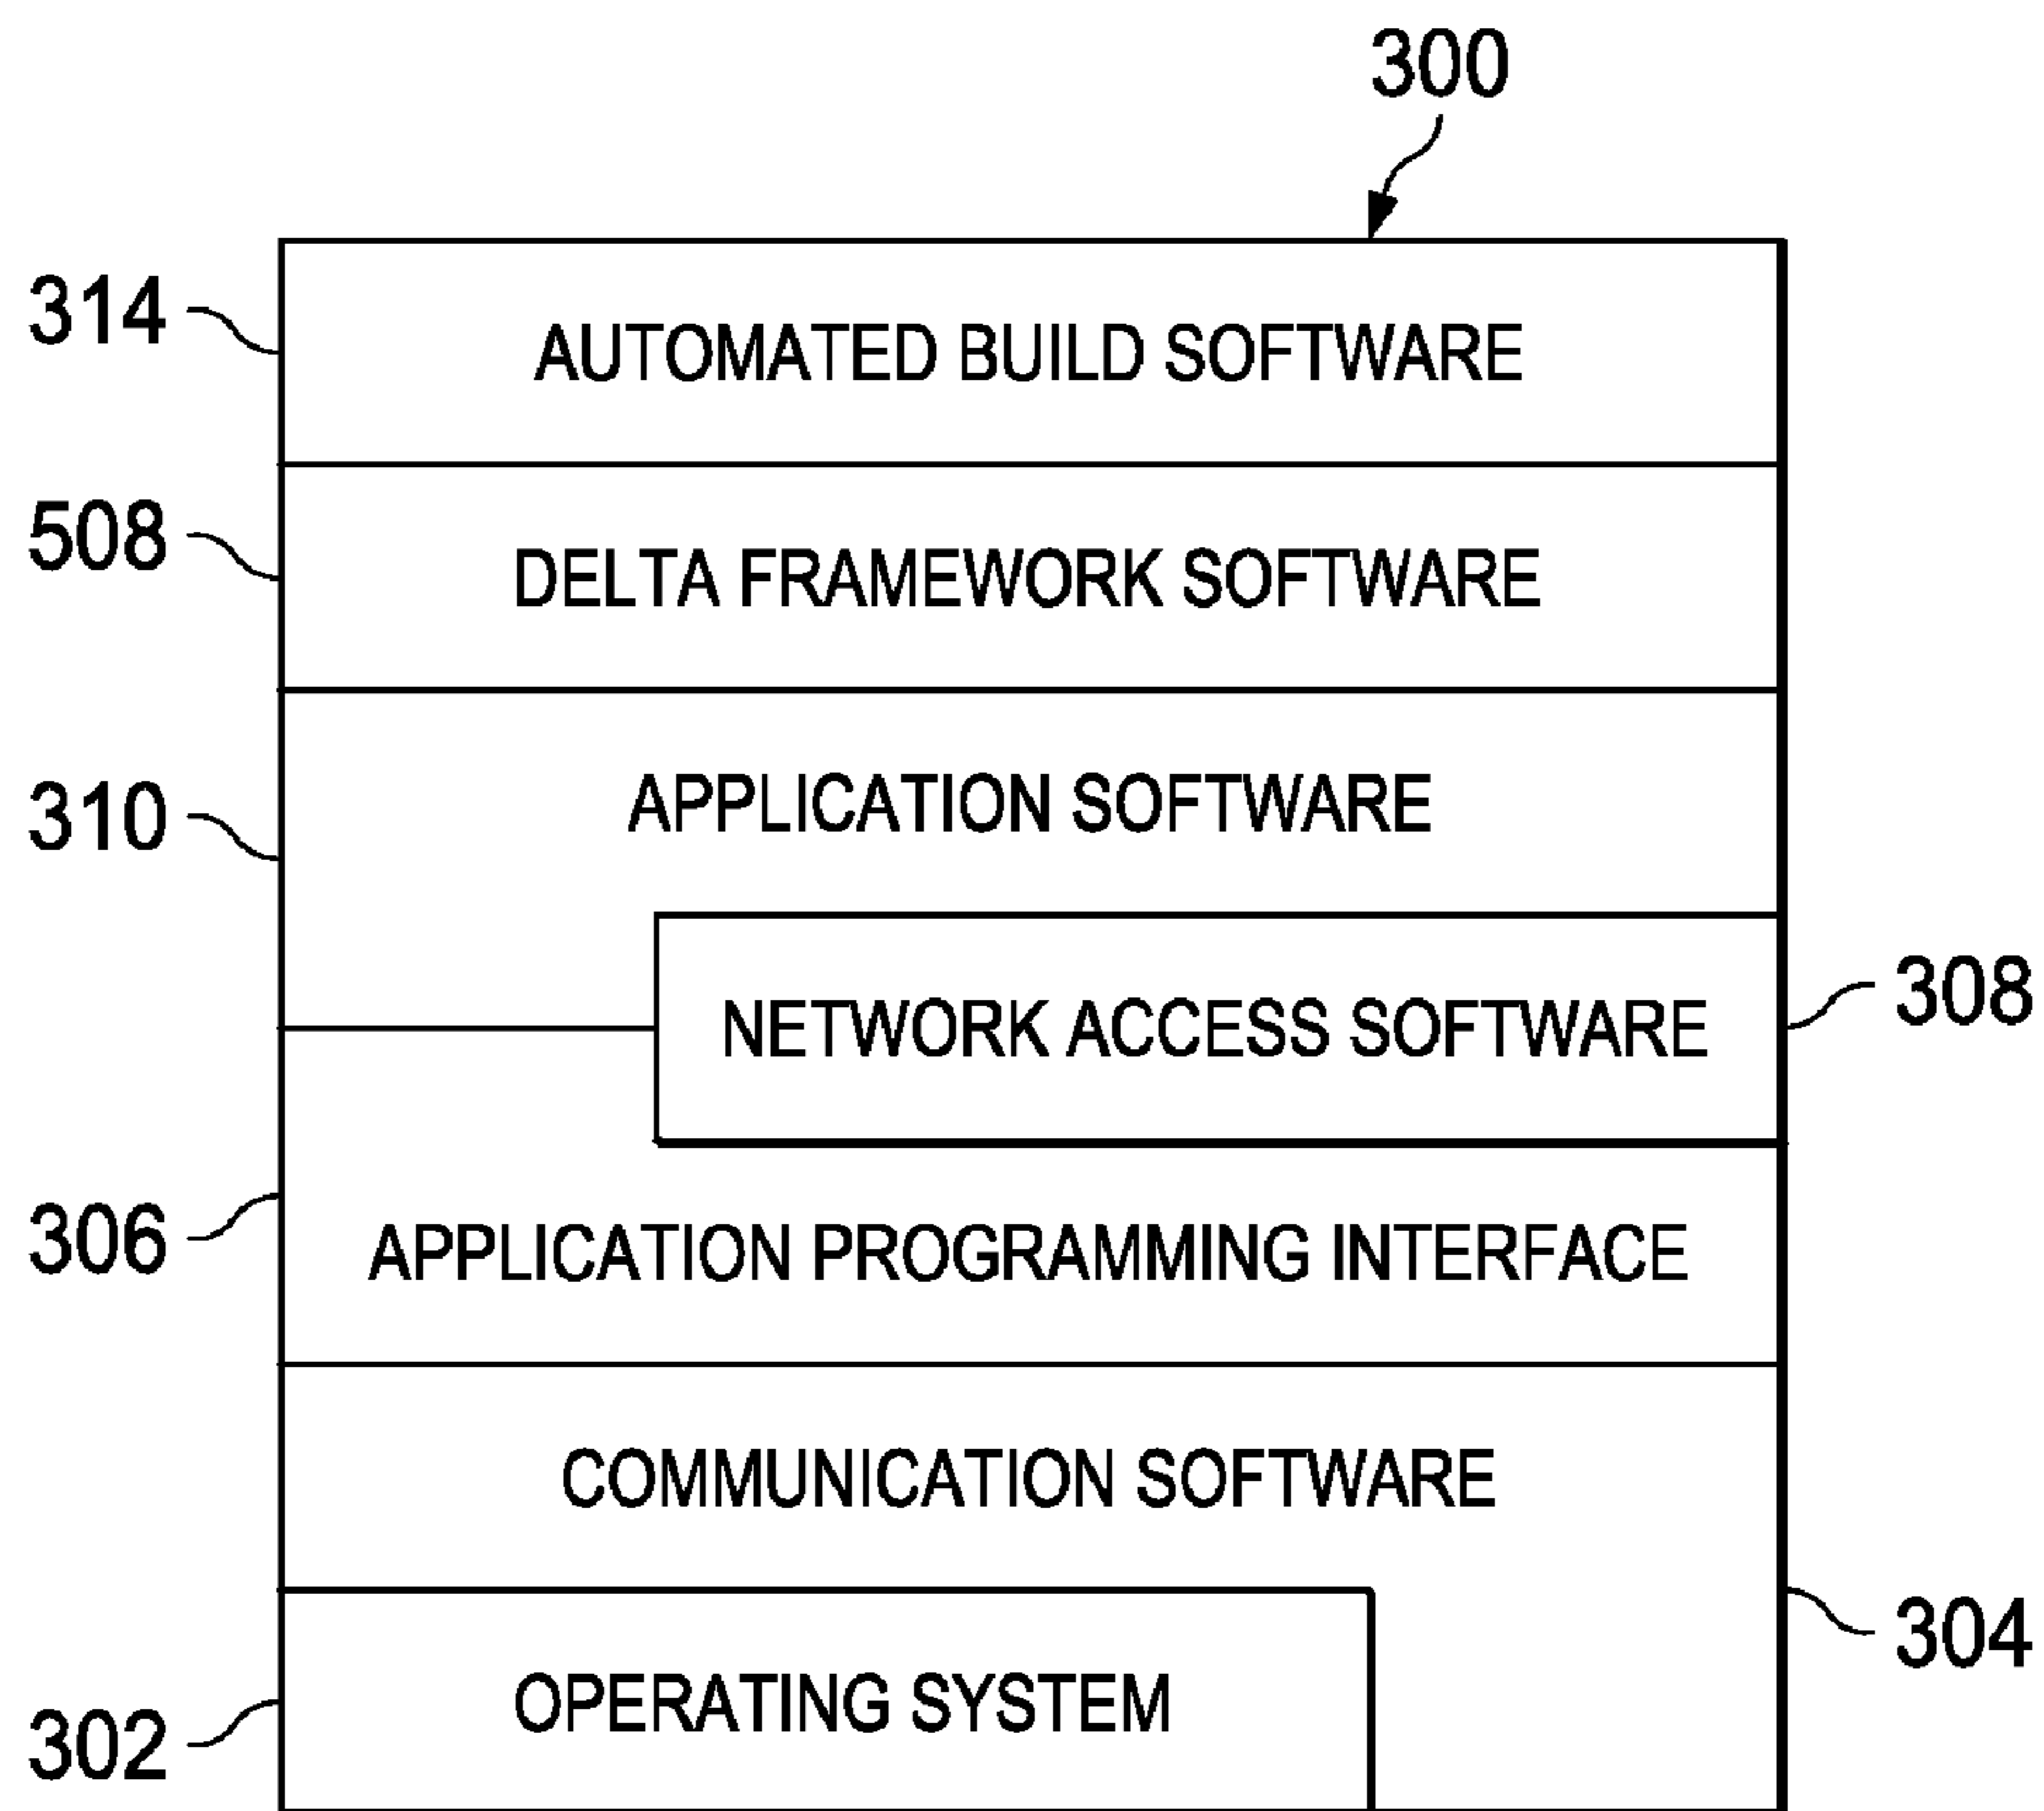 300
314
AUTOMATED BUILD SOFTWARE
508
DELTA FRAMEWORK SOFTWARE
310
APPLICATION SOFTWARE
NETWORK ACCESS SOFTWARE
308
306
APPLICATION PROGRAMMING INTERFACE
COMMUNICATION SOFTWARE
304
302
OPERATING SYSTEM